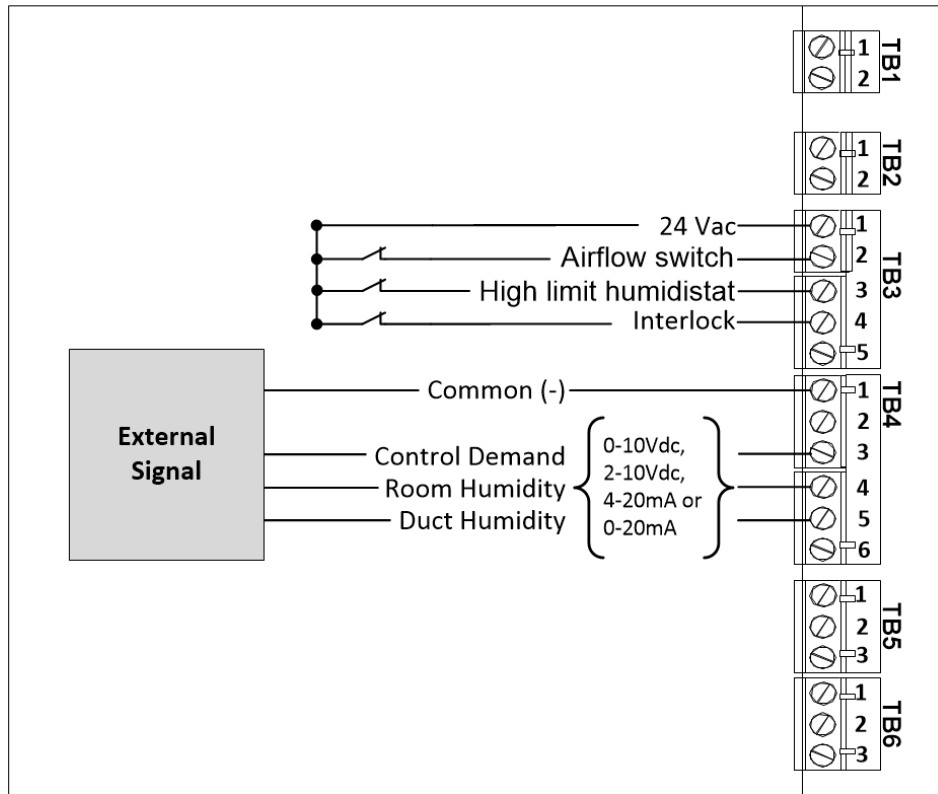 TB1
1
2
TB2
1
2
TB3
24 Vac 1
Airflow switch 2
High limit humidistat 3
Interlock 4
5
External
Signal
TB4
Common (-) 1
2
Control Demand 3
Room Humidity 4
Duct Humidity 5
6
0-10Vdc,
2-10Vdc,
4-20mA or
0-20mA
TB5
1
2
3
TB6
1
2
3